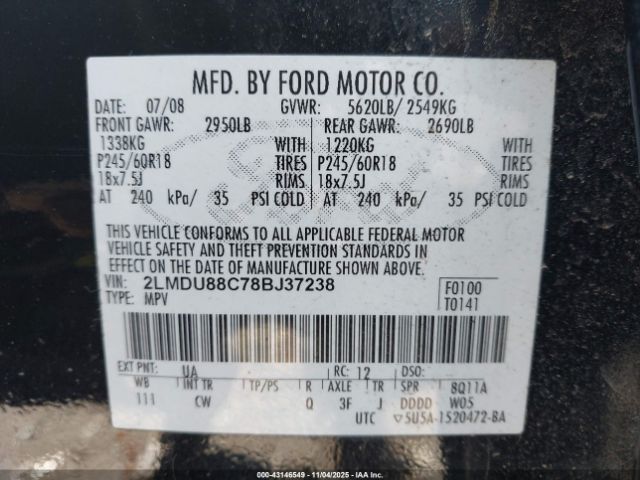 MFD. BY FORD MOTOR CO.
DATE: 07/08 GVWR: 5620LB/ 2549KG
FRONT GAWR: 2950LB REAR GAWR: 2690LB
1338KG WITH 1220KG WITH
P245/60R18 TIRES P245/60R18 TIRES
18x7.5J RIMS 18x7.5J RIMS
AT 240 kPa/ 35 PSI COLD AT 240 kPa/ 35 PSI COLD
THIS VEHICLE CONFORMS TO ALL APPLICABLE FEDERAL MOTOR
VEHICLE SAFETY AND THEFT PREVENTION STANDARDS IN
EFFECT ON THE DATE OF MANUFACTURE SHOWN ABOVE.
VIN: 2LMDU88C78BJ37238 F0100
TYPE: MPV T0141
EXT PNT: UA RC: 12 DSO:
WB INT TR TP/PS R AXLE TR SPR 8Q11A
111 CW Q 3F J DDDD W05
UTC ▽5U5A-1520472-BA
000-43146549 - 11/04/2025 - IAA Copart